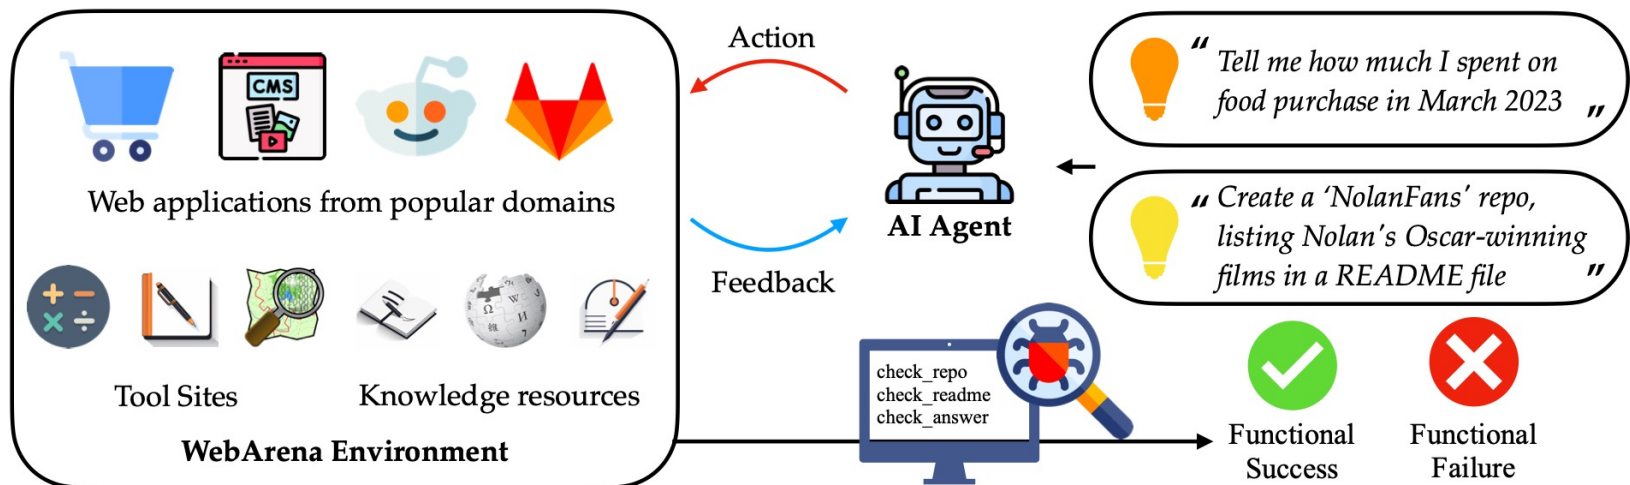 CMS
Web applications from popular domains
Tool Sites
Knowledge resources
WebArena Environment
Action
Feedback
AI Agent
“ Tell me how much I spent on
food purchase in March 2023 ”
“ Create a ‘NolanFans’ repo,
listing Nolan's Oscar-winning
films in a README file ”
check_repo
check_readme
check_answer
Functional
Success
Functional
Failure